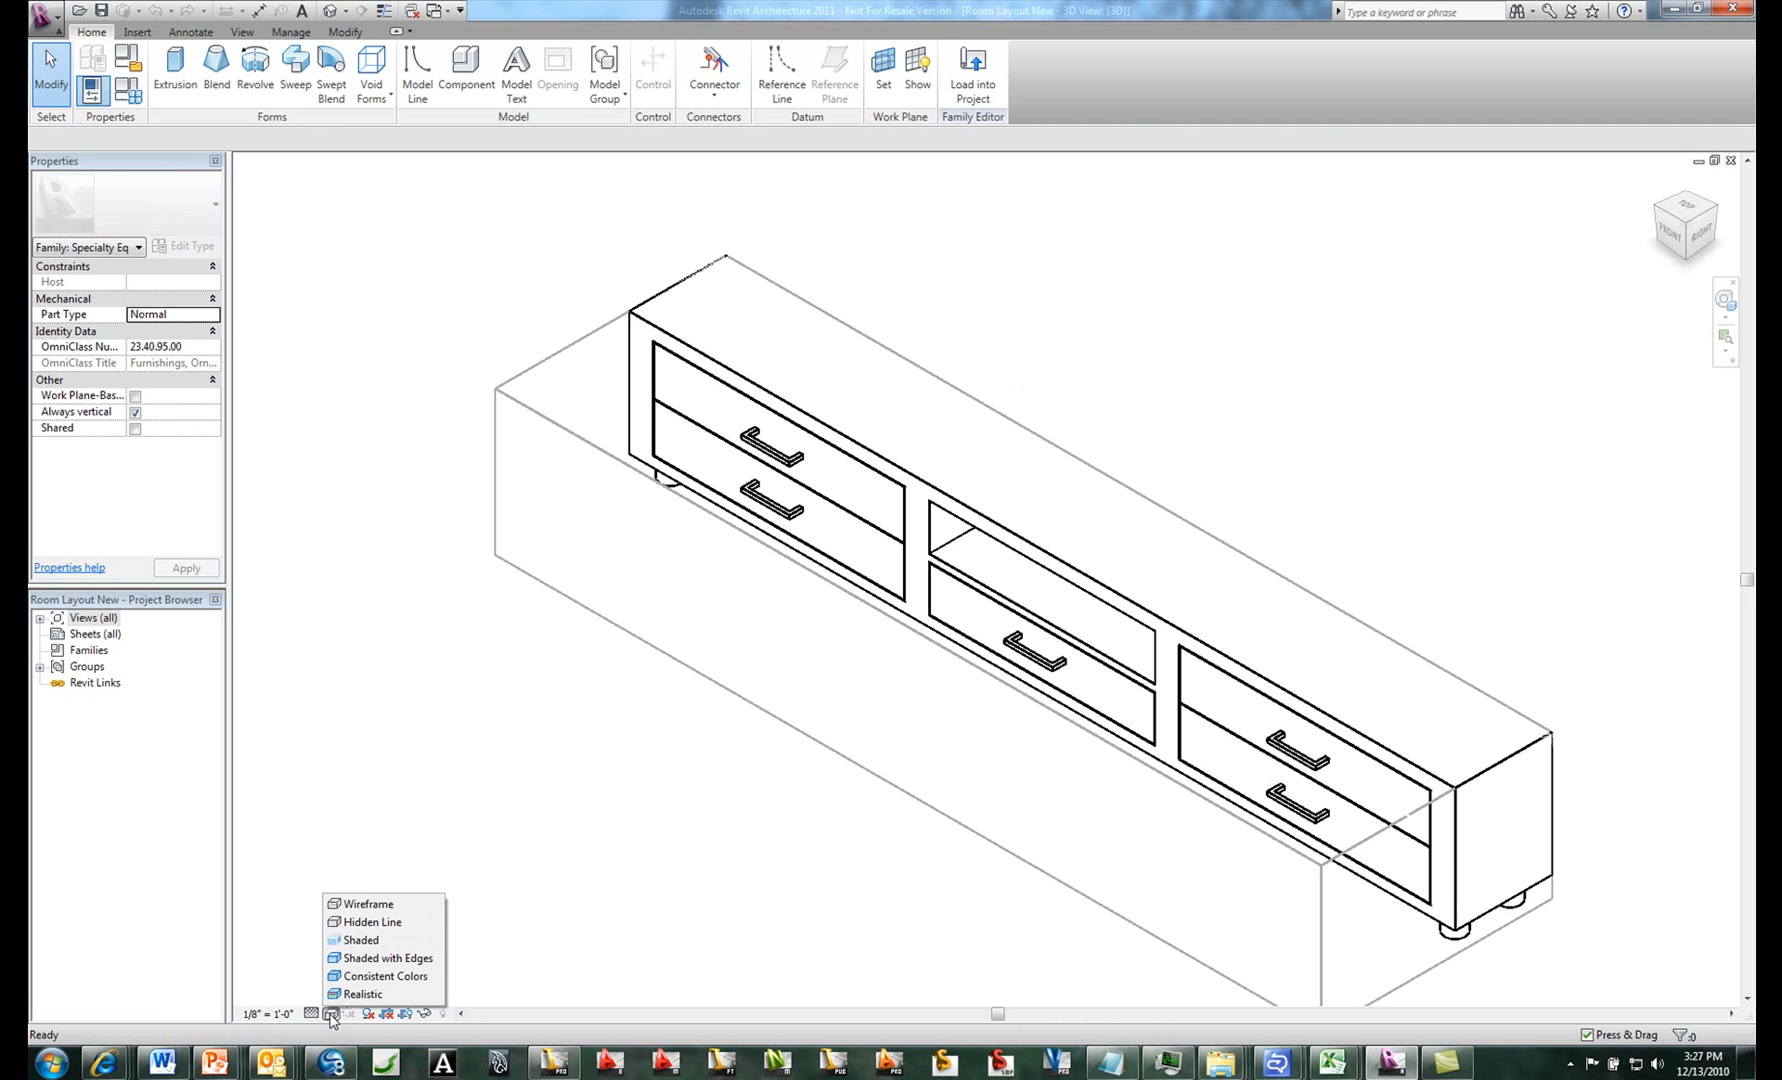 Autodesk Revit Architecture 2011 - Not For Resale Version - [Room Layout New - 3D View: {3D}]
Type a keyword or phrase
Home Insert Annotate View Manage Modify
Modify
Extrusion Blend Revolve Sweep Swept Blend Void Forms
Model Line Component Model Text Opening Model Group
Control
Connector
Reference Line Reference Plane
Set Show
Load into Project
Select Properties Forms Model Control Connectors Datum Work Plane Family Editor
Properties
Family: Specialty Eq Edit Type
Constraints
Host
Mechanical
Part Type Normal
Identity Data
OmniClass Nu... 23.40.95.00
OmniClass Title Furnishings, Orn...
Other
Work Plane-Bas...
Always vertical
Shared
Properties help Apply
Room Layout New - Project Browser
Views (all)
Sheets (all)
Families
Groups
Revit Links
TOP
FRONT RIGHT
Wireframe
Hidden Line
Shaded
Shaded with Edges
Consistent Colors
Realistic
1/8" = 1'-0"
Ready
Press & Drag :0
3:27 PM
12/13/2010